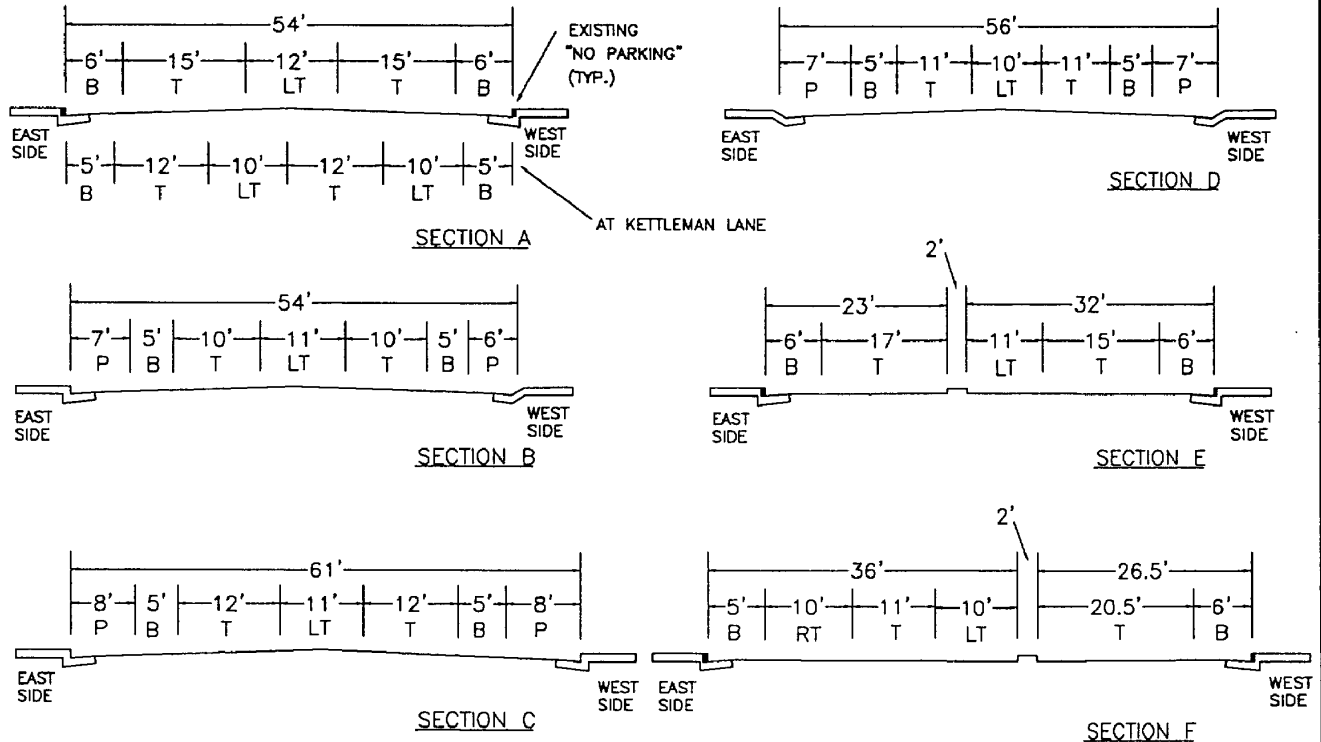 54'
6' 15' 12' 15' 6'
B T LT T B
EXISTING
"NO PARKING"
(TYP.)
EAST
SIDE
WEST
SIDE
5' 12' 10' 12' 10' 5'
B T LT T LT B
AT KETTLEMAN LANE
SECTION A
56'
7' 5' 11' 10' 11' 5' 7'
P B T LT T B P
EAST
SIDE
WEST
SIDE
SECTION D
54'
7' 5' 10' 11' 10' 5' 6'
P B T LT T B P
EAST
SIDE
WEST
SIDE
SECTION B
2'
23' 32'
6' 17' 11' 15' 6'
B T LT T B
EAST
SIDE
WEST
SIDE
SECTION E
61'
8' 5' 12' 11' 12' 5' 8'
P B T LT T B P
EAST
SIDE
WEST
SIDE
SECTION C
2'
36' 26.5'
5' 10' 11' 10' 20.5' 6'
B RT T LT T B
EAST
SIDE
WEST
SIDE
SECTION F